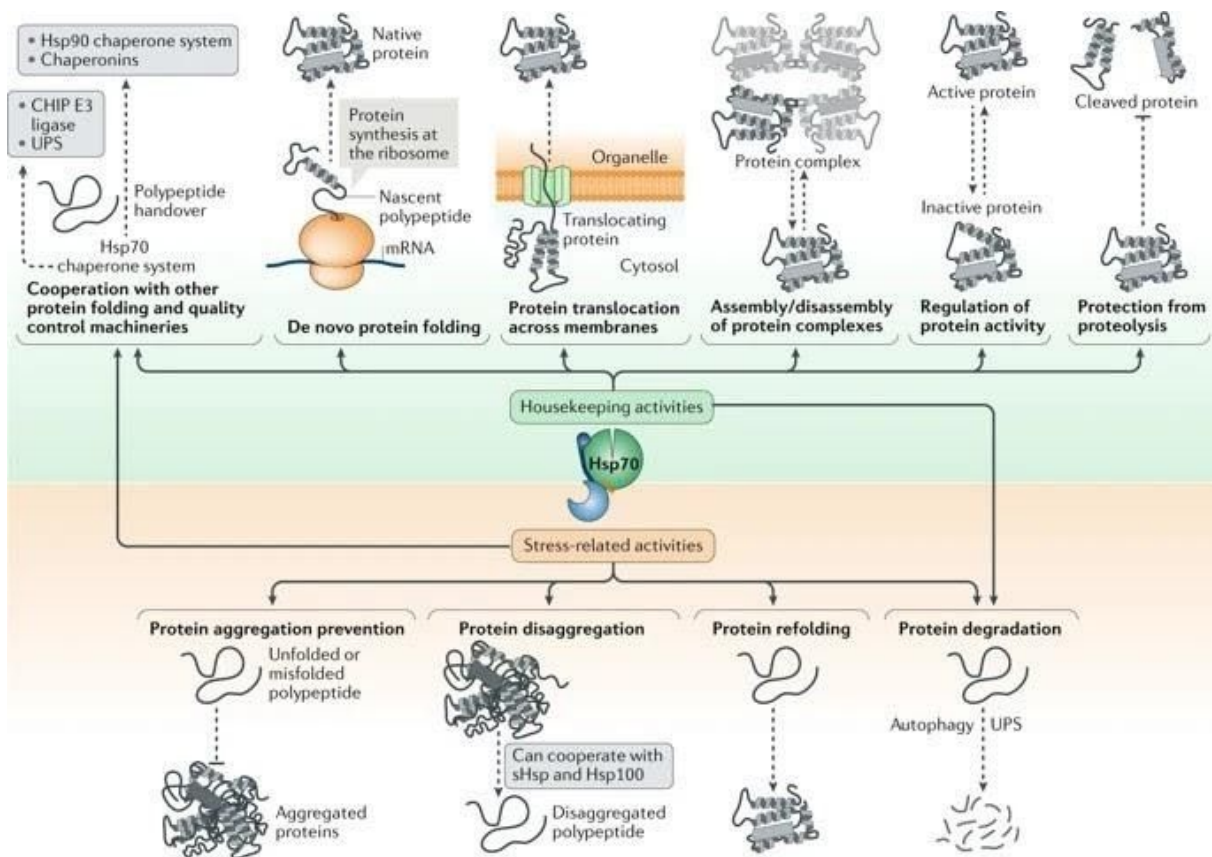 • Hsp90 chaperone system
• Chaperonins
• CHIP E3
ligase
• UPS
Polypeptide
handover
Hsp70
chaperone system
Cooperation with other
protein folding and quality
control machineries
Native
protein
Protein
synthesis at
the ribosome
Nascent
polypeptide
mRNA
De novo protein folding
Organelle
Translocating
protein
Cytosol
Protein translocation
across membranes
Protein complex
Assembly/disassembly
of protein complexes
Active protein
Inactive protein
Regulation of
protein activity
Cleaved protein
Protection from
proteolysis
Housekeeping activities
Hsp70
Stress-related activities
Protein aggregation prevention
Unfolded or
misfolded
polypeptide
Aggregated
proteins
Protein disaggregation
Can cooperate with
sHsp and Hsp100
Disaggregated
polypeptide
Protein refolding
Protein degradation
Autophagy
UPS